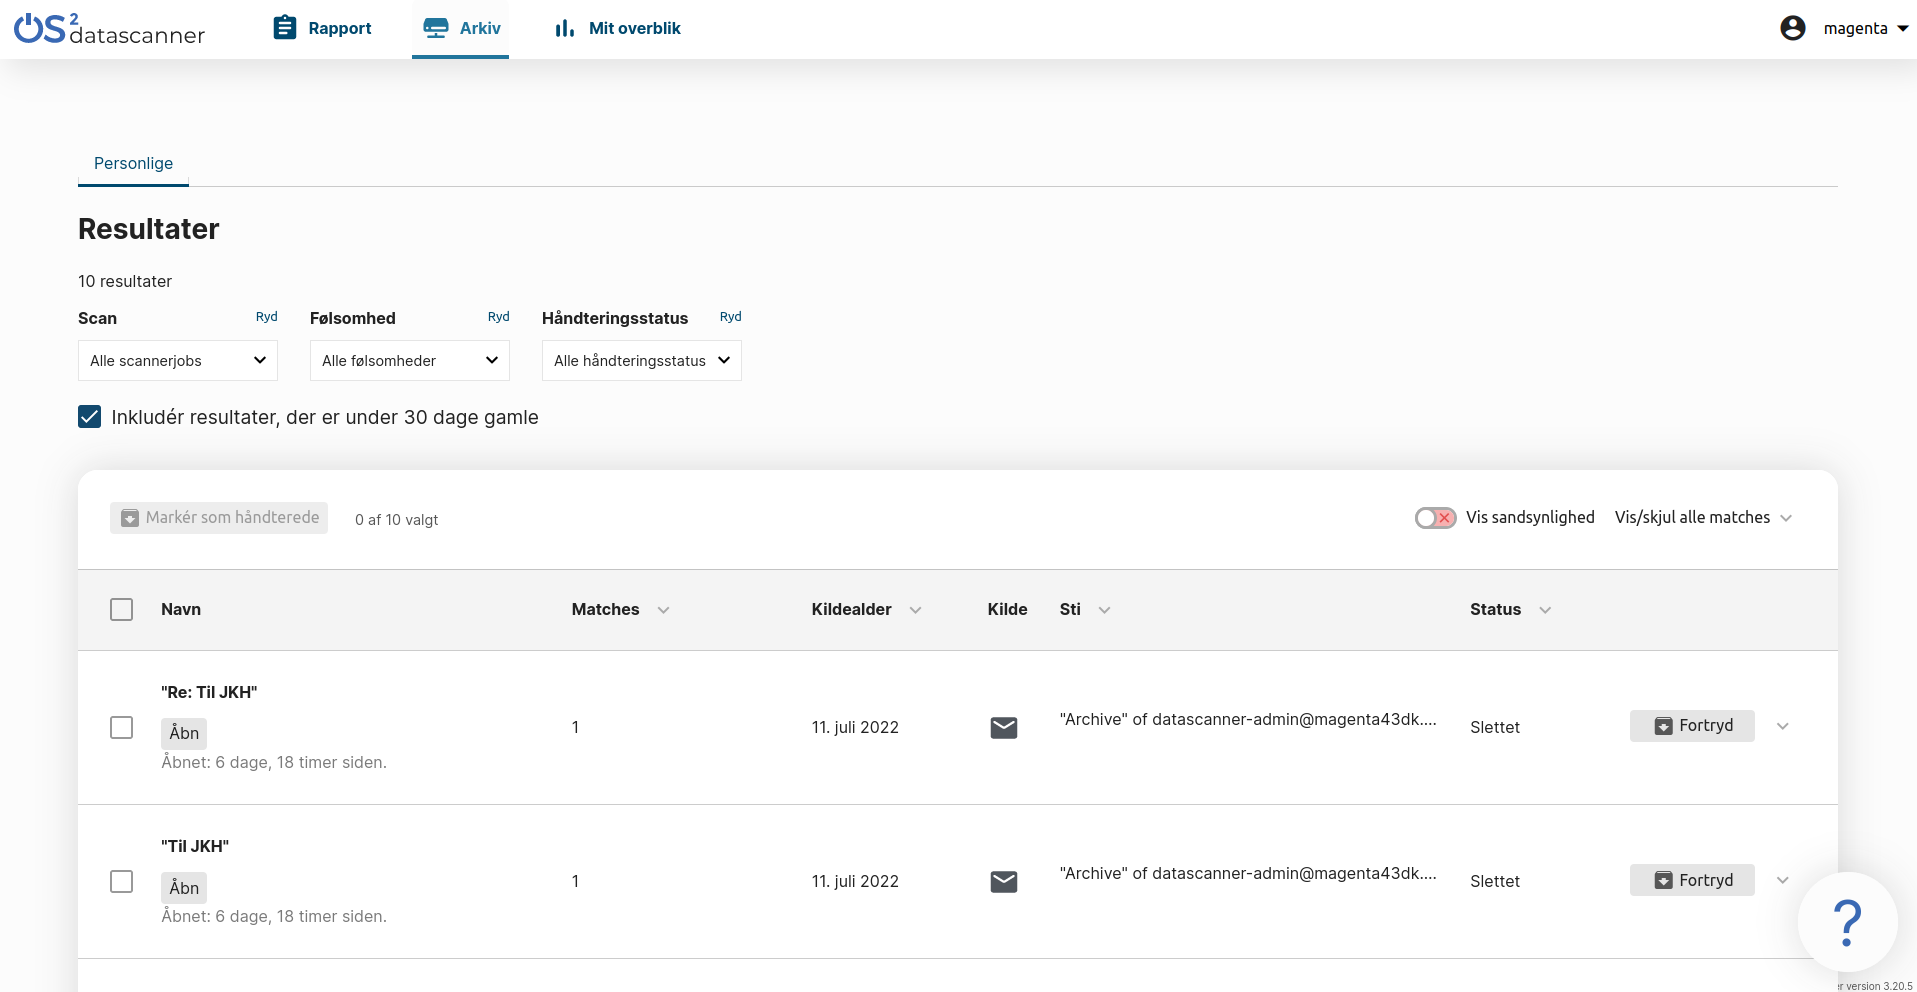 OS2datascanner
Rapport
Arkiv
Mit overblik
magenta
Personlige
Resultater
10 resultater
Scan Ryd
Følsomhed Ryd
Håndteringsstatus Ryd
Alle scannerjobs
Alle følsomheder
Alle håndteringsstatus
Inkludér resultater, der er under 30 dage gamle
Markér som håndterede
0 af 10 valgt
Vis sandsynlighed
Vis/skjul alle matches
Navn Matches Kildealder Kilde Sti Status
"Re: Til JKH"
Åbn
Åbnet: 6 dage, 18 timer siden.
1
11. juli 2022
"Archive" of datascanner-admin@magenta43dk....
Slettet
Fortryd
"Til JKH"
Åbn
Åbnet: 6 dage, 18 timer siden.
1
11. juli 2022
"Archive" of datascanner-admin@magenta43dk....
Slettet
Fortryd
?
er version 3.20.5